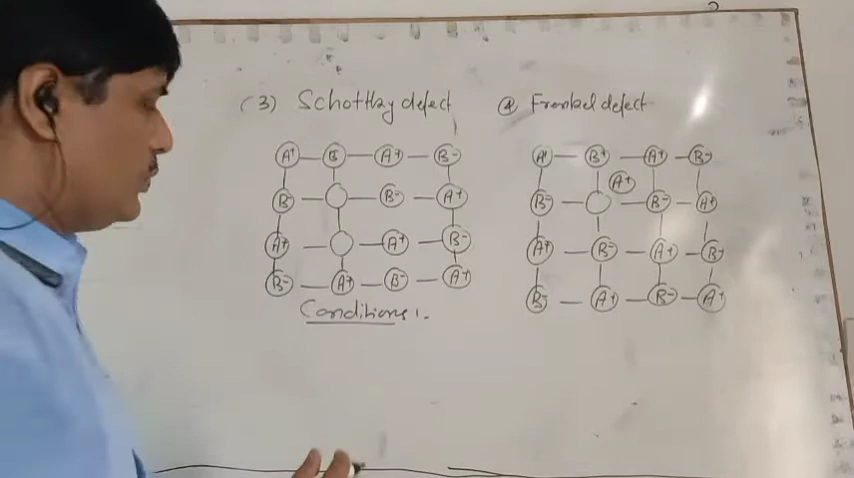 (3) Schottky defect
A+ B A+ B-
B- B- A+
A+ A+ B-
B- A+ B- A+
Conditions:-
④ Frenkel defect
A+ B+ A+ B-
A+
B- B- A+
A+ B- A+ B-
B- A+ B- A+